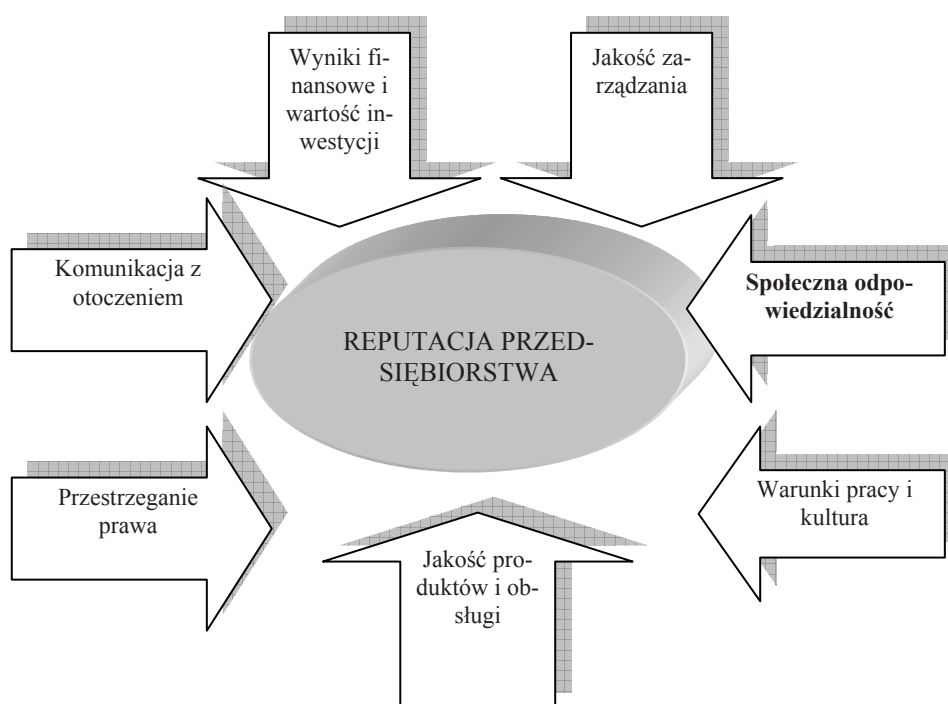 Wyniki fi-
nansowe i
wartość in-
westycji
Jakość za-
rządzania
Komunikacja z
otoczeniem
Społeczna odpo-
wiedzialność
REPUTACJA PRZED-
SIĘBIORSTWA
Przestrzeganie
prawa
Warunki pracy i
kultura
Jakość pro-
duktów i ob-
sługi